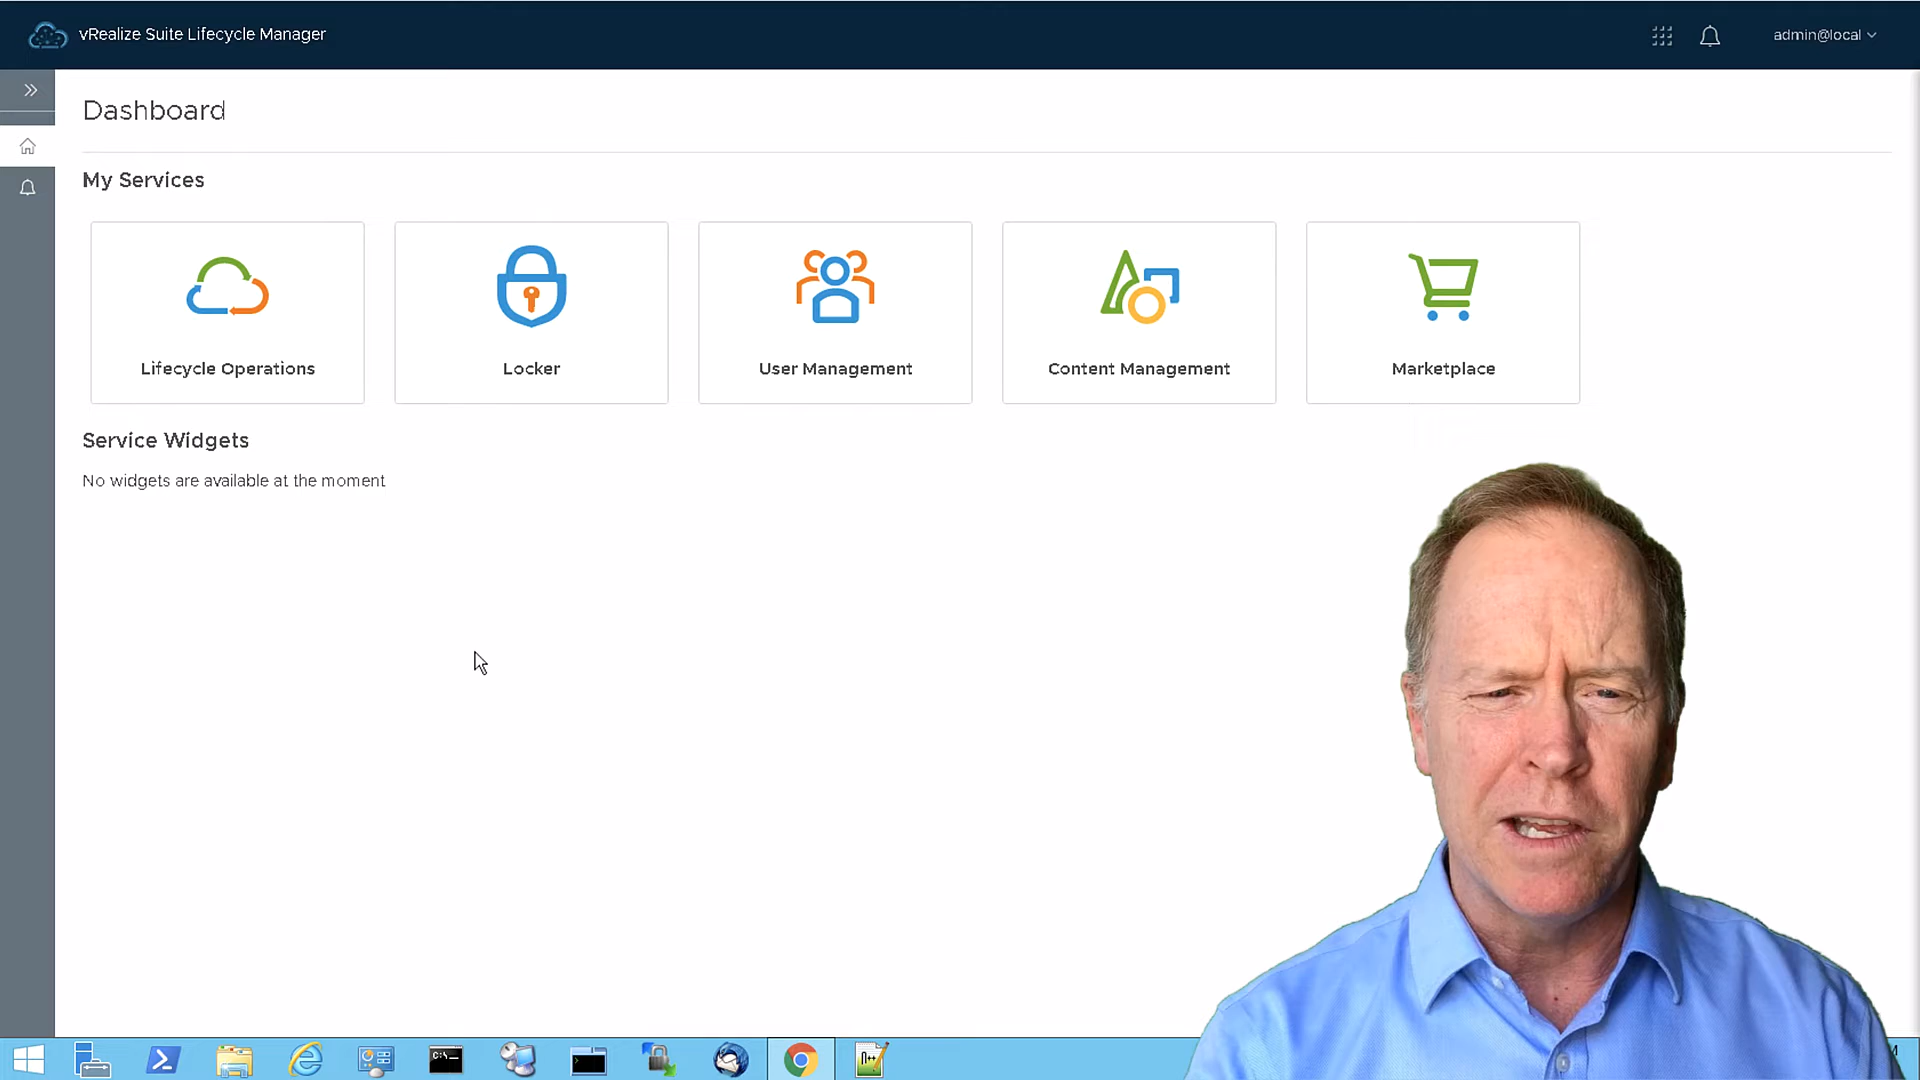 vRealize Suite Lifecycle Manager
admin@local
Dashboard
My Services
Lifecycle Operations
Locker
User Management
Content Management
Marketplace
Service Widgets
No widgets are available at the moment
C:\_
N++